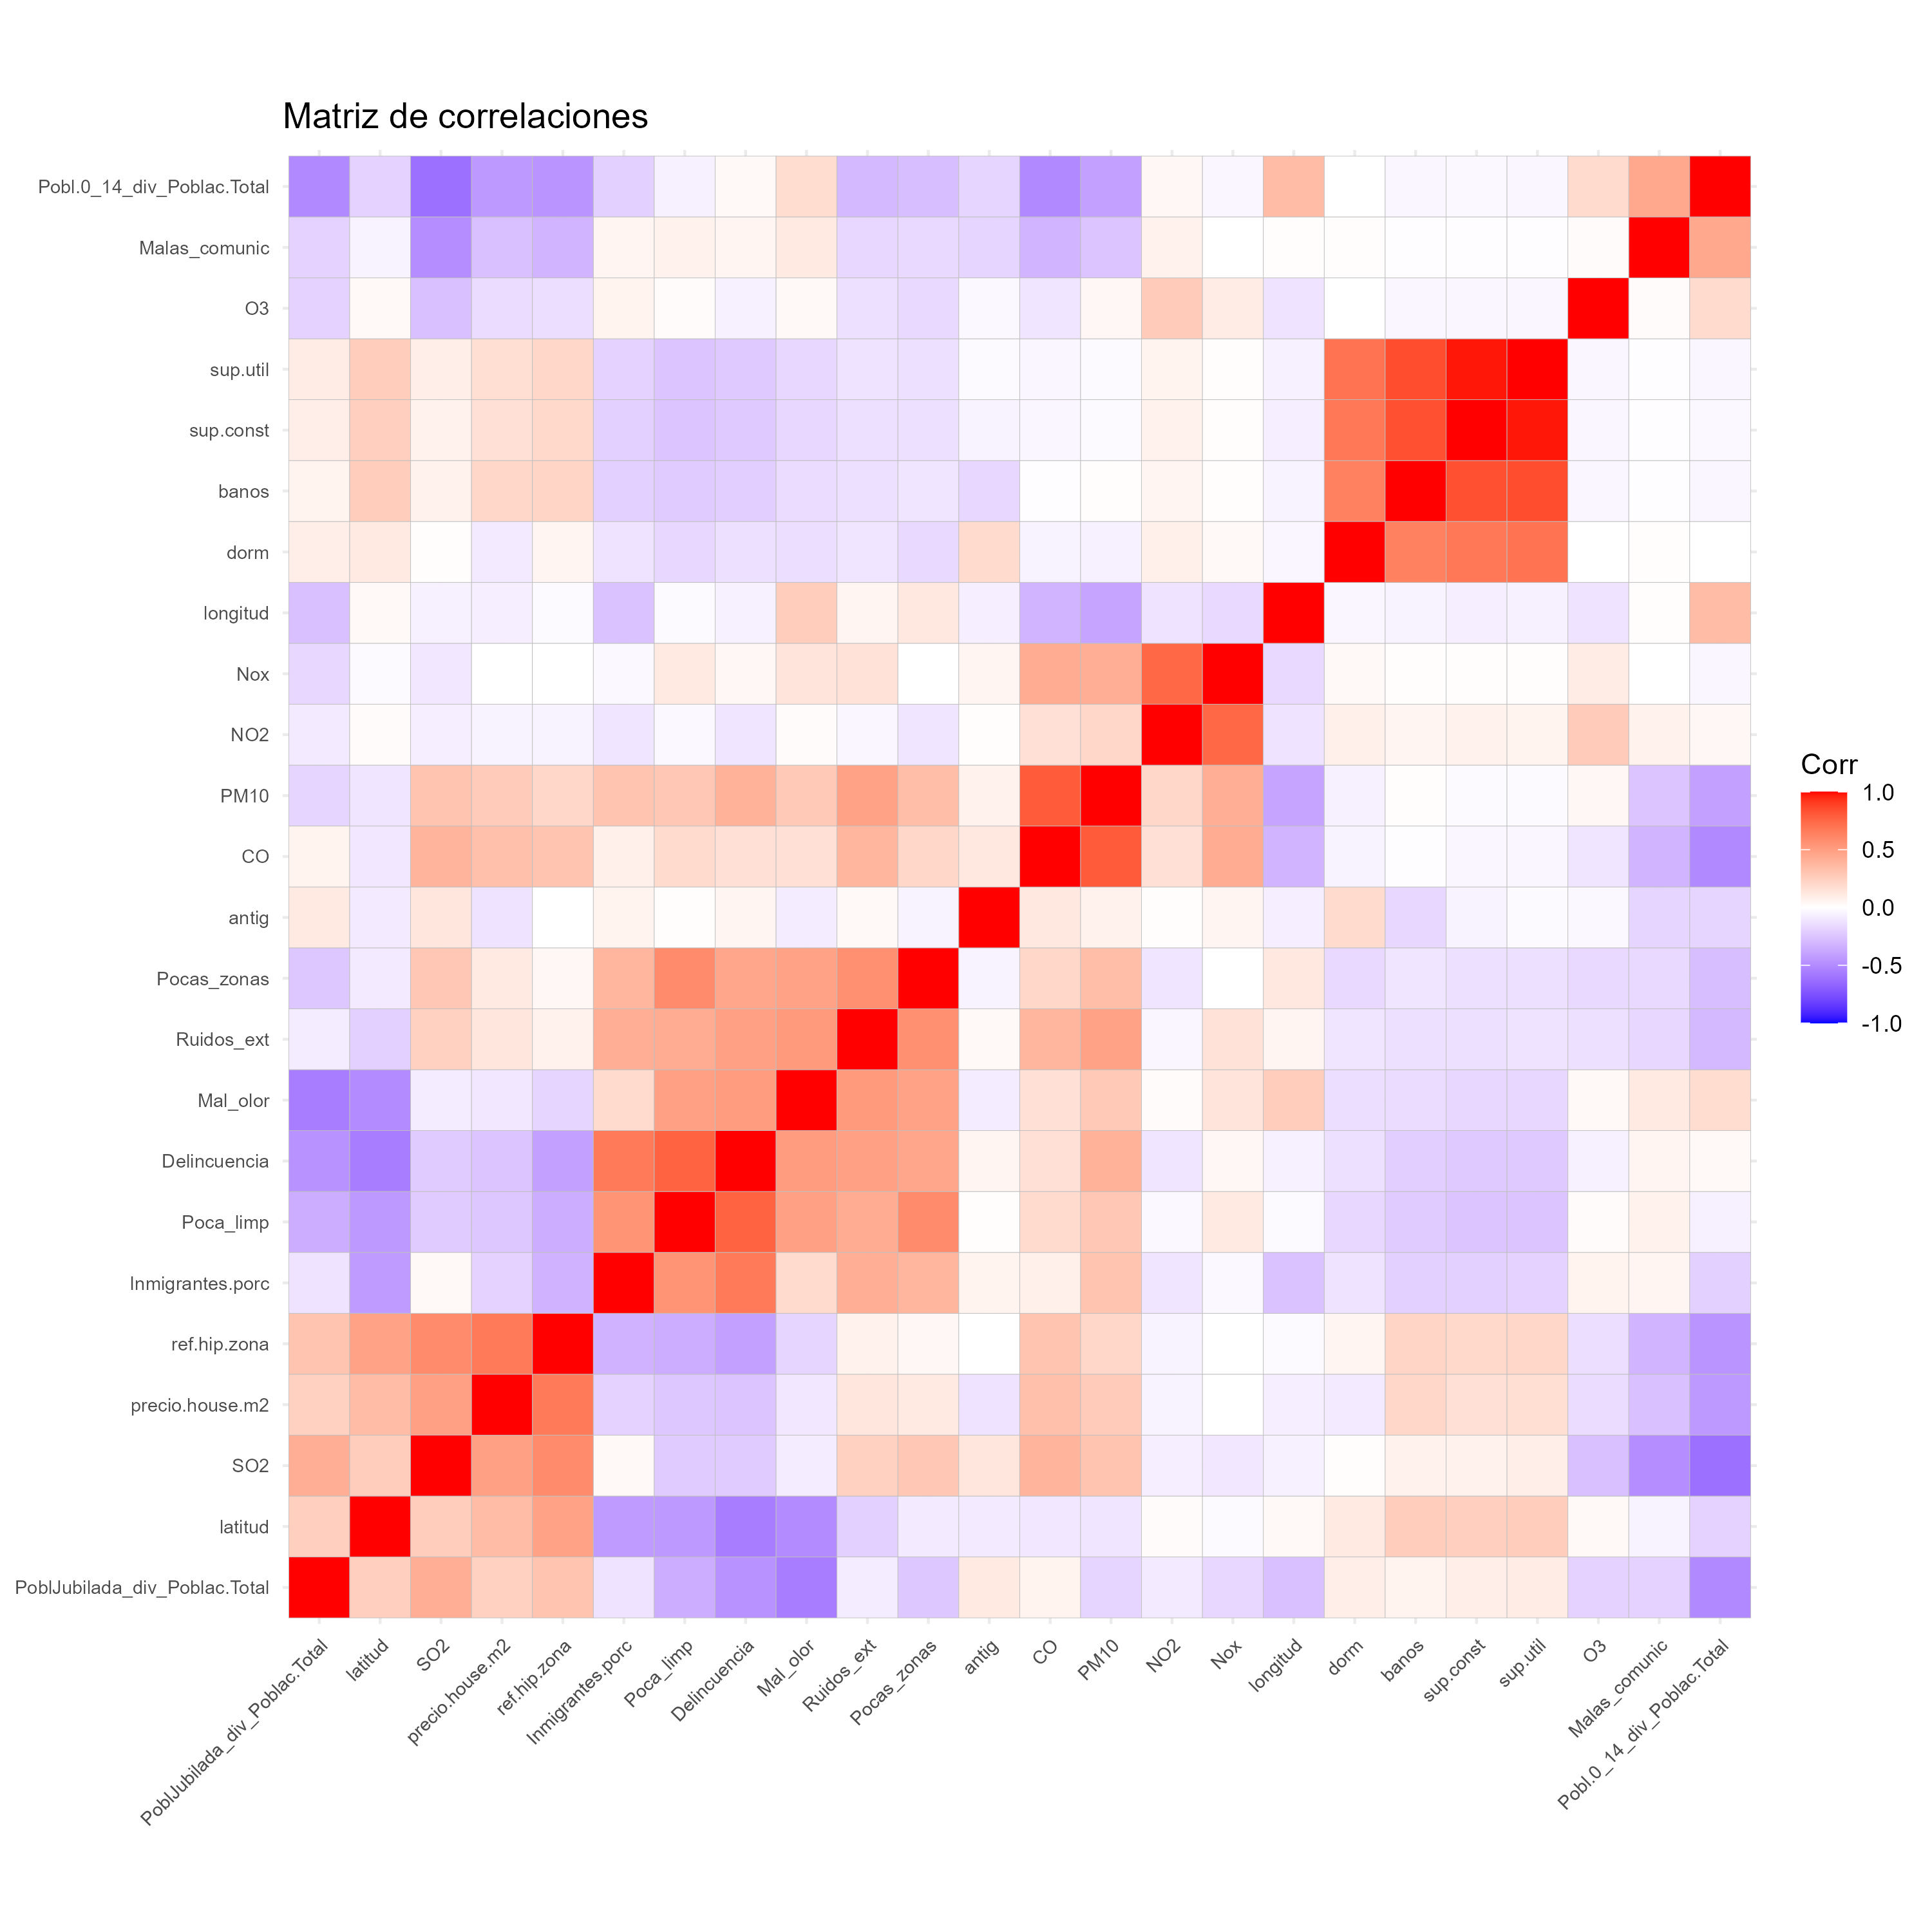 Matriz de correlaciones
Pobl.0_14_div_Poblac.Total
Malas_comunic
O3
sup.util
sup.const
banos
dorm
longitud
Nox
NO2
PM10
CO
antig
Pocas_zonas
Ruidos_ext
Mal_olor
Delincuencia
Poca_limp
Inmigrantes.porc
ref.hip.zona
precio.house.m2
SO2
latitud
PoblJubilada_div_Poblac.Total
PoblJubilada_div_Poblac.Total
latitud
SO2
precio.house.m2
ref.hip.zona
Inmigrantes.porc
Poca_limp
Delincuencia
Mal_olor
Ruidos_ext
Pocas_zonas
antig
CO
PM10
NO2
Nox
longitud
dorm
banos
sup.const
sup.util
O3
Malas_comunic
Pobl.0_14_div_Poblac.Total
Corr
1.0
0.5
0.0
-0.5
-1.0